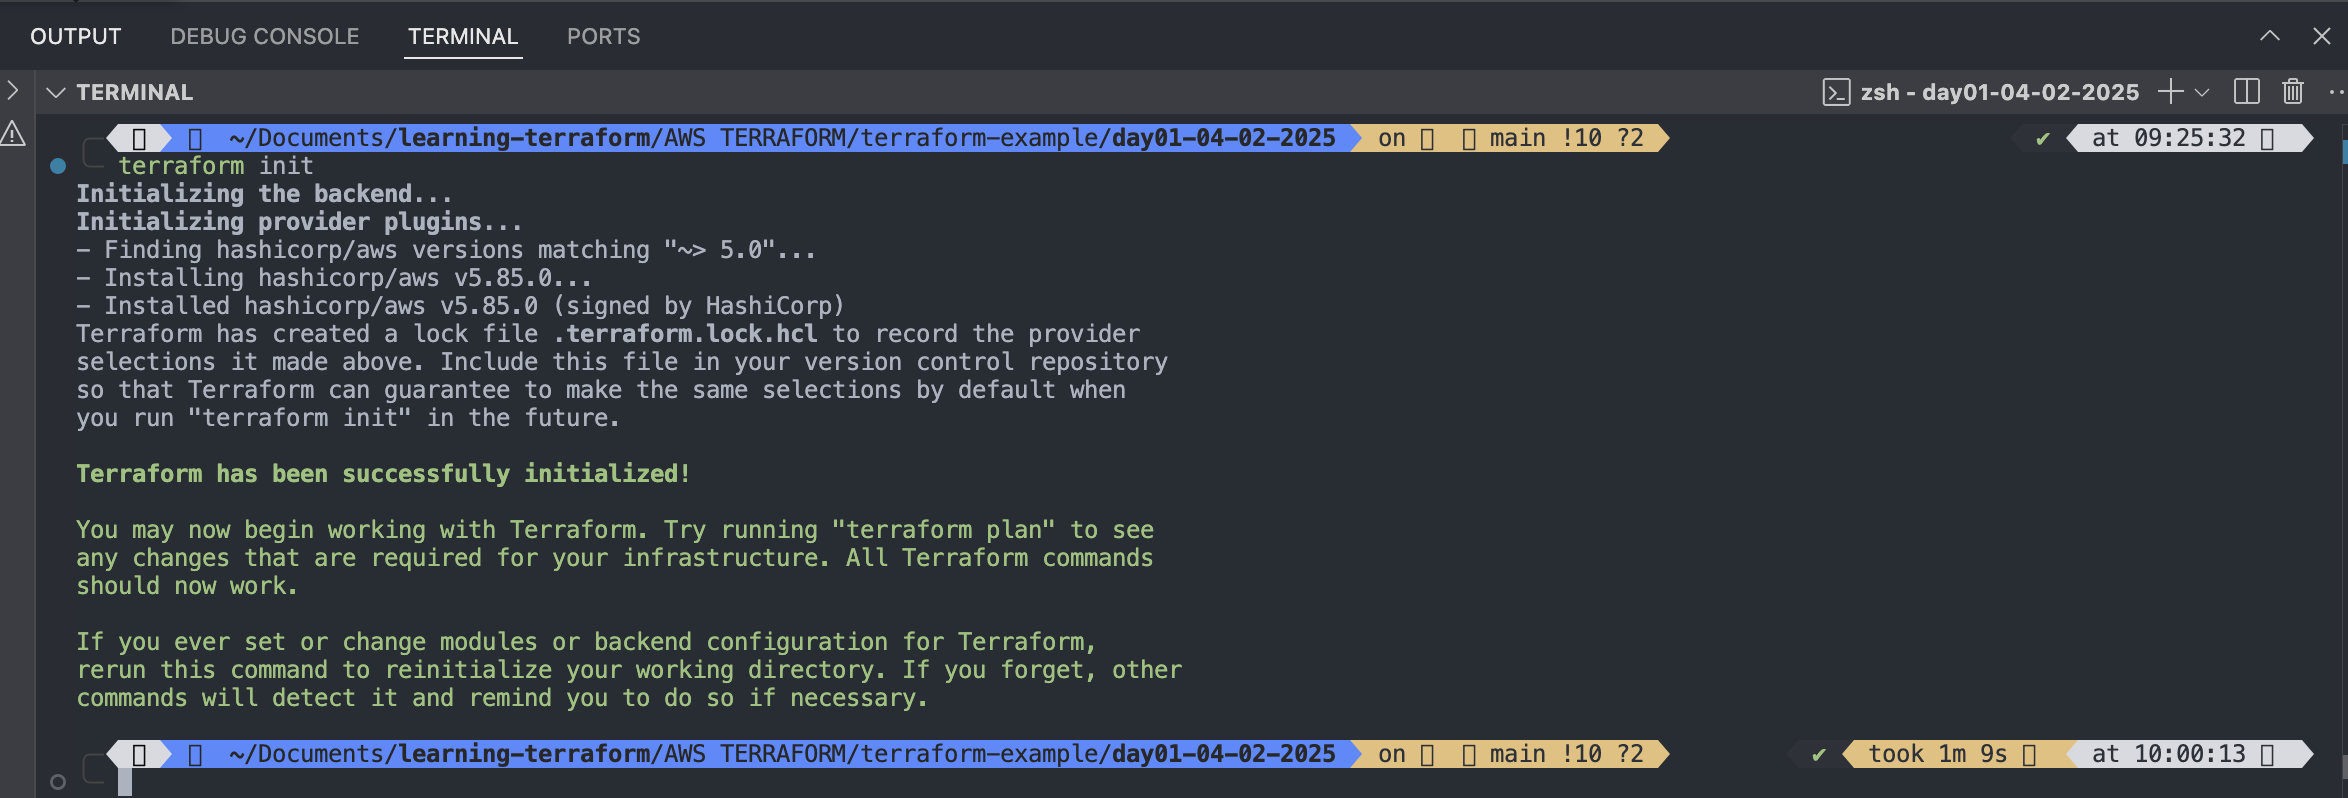 OUTPUT DEBUG CONSOLE TERMINAL PORTS
TERMINAL zsh - day01-04-02-2025
~/Documents/learning-terraform/AWS TERRAFORM/terraform-example/day01-04-02-2025 on main !10 ?2 ✔ at 09:25:32
terraform init
Initializing the backend...
Initializing provider plugins...
- Finding hashicorp/aws versions matching "~> 5.0"...
- Installing hashicorp/aws v5.85.0...
- Installed hashicorp/aws v5.85.0 (signed by HashiCorp)
Terraform has created a lock file .terraform.lock.hcl to record the provider
selections it made above. Include this file in your version control repository
so that Terraform can guarantee to make the same selections by default when
you run "terraform init" in the future.
Terraform has been successfully initialized!
You may now begin working with Terraform. Try running "terraform plan" to see
any changes that are required for your infrastructure. All Terraform commands
should now work.
If you ever set or change modules or backend configuration for Terraform,
rerun this command to reinitialize your working directory. If you forget, other
commands will detect it and remind you to do so if necessary.
~/Documents/learning-terraform/AWS TERRAFORM/terraform-example/day01-04-02-2025 on main !10 ?2 ✔ took 1m 9s at 10:00:13